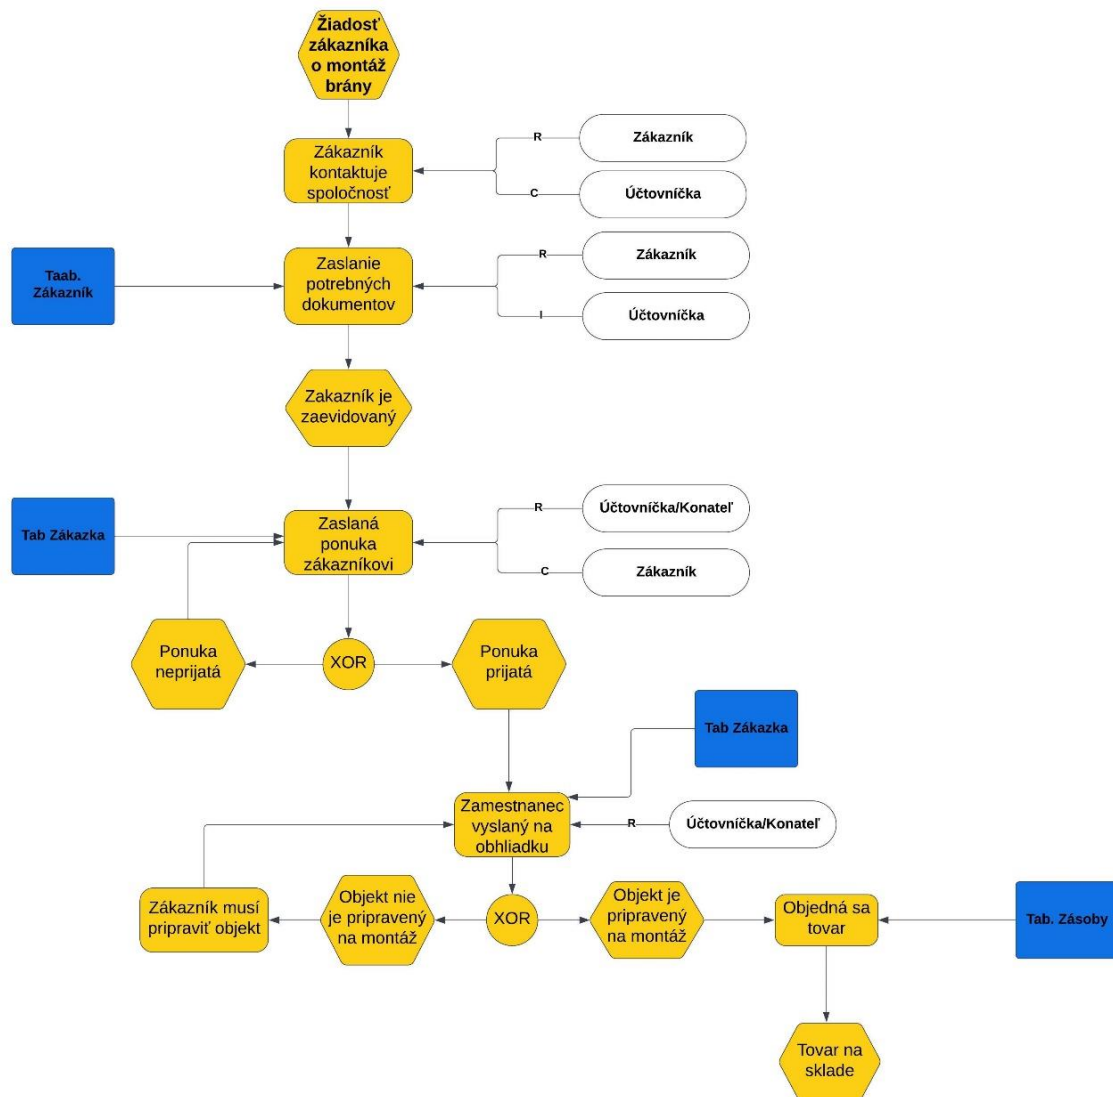 Žiadosť
zákazníka
o montáž
brány
Zákazník
kontaktuje
spoločnosť
R
Zákazník
C
Účtovníčka
Taab.
Zákazník
Zaslanie
potrebných
dokumentov
R
Zákazník
I
Účtovníčka
Zakazník je
zaevidovaný
Tab Zákazka
Zaslaná
ponuka
zákazníkovi
R
Účtovníčka/Konateľ
C
Zákazník
Ponuka
neprijatá
XOR
Ponuka
prijatá
Tab Zákazka
Zamestnanec
vyslaný na
obhliadku
R
Účtovníčka/Konateľ
Zákazník musí
pripraviť objekt
Objekt nie
je pripravený
na montáž
XOR
Objekt je
pripravený
na montáž
Objedná sa
tovar
Tab. Zásoby
Tovar na
sklade